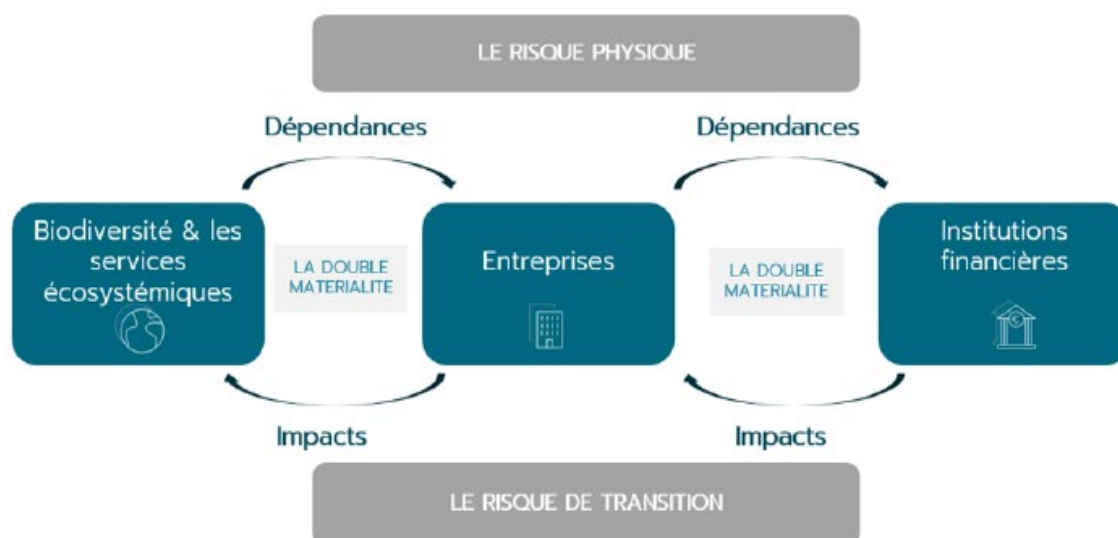 LE RISQUE PHYSIQUE
Dépendances
Dépendances
Biodiversité & les
services
écosystémiques
LA DOUBLE
MATERIALITE
Entreprises
LA DOUBLE
MATERIALITE
Institutions
financières
€
Impacts
Impacts
LE RISQUE DE TRANSITION